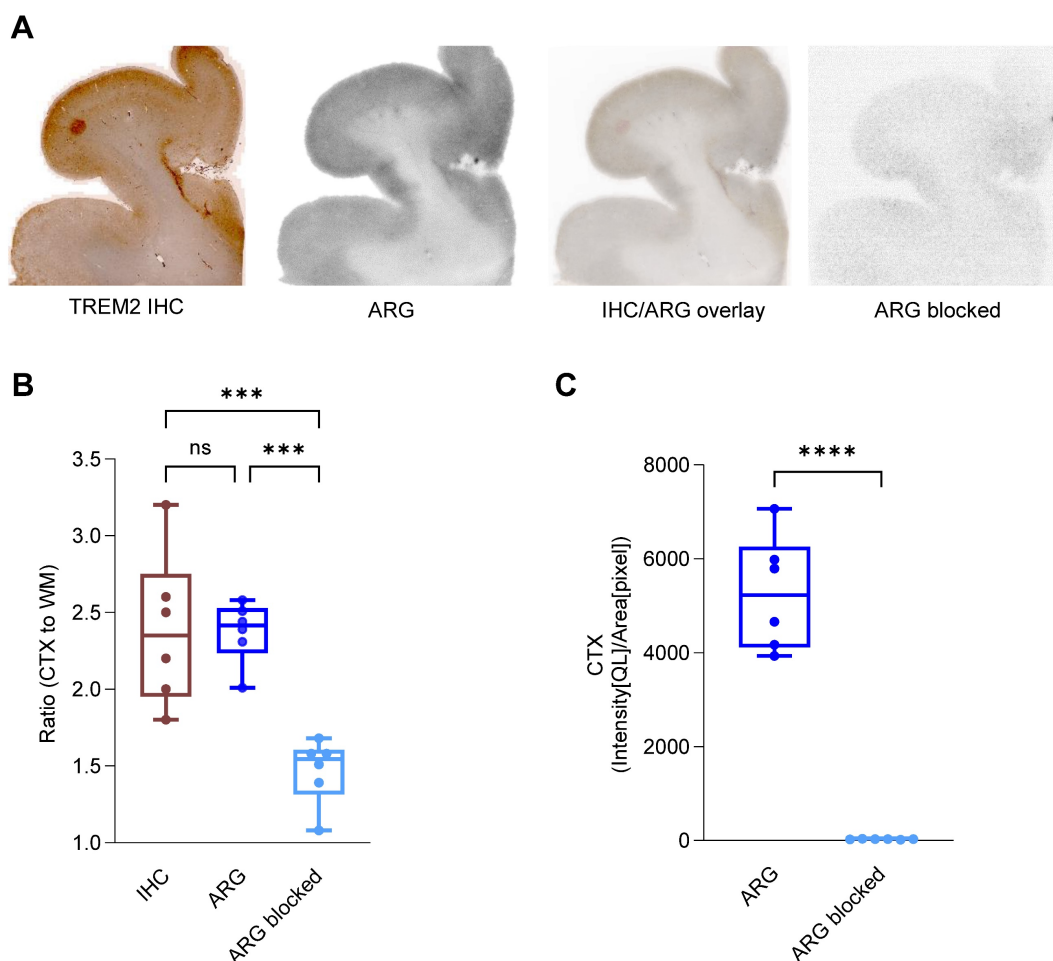 A
TREM2 IHC
ARG
IHC/ARG overlay
ARG blocked
B
***
ns
***
3.5
3.0
2.5
2.0
1.5
1.0
Ratio (CTX to WM)
IHC
ARG
ARG blocked
C
****
8000
6000
4000
2000
0
CTX
(Intensity[QL]/Area[pixel])
ARG
ARG blocked